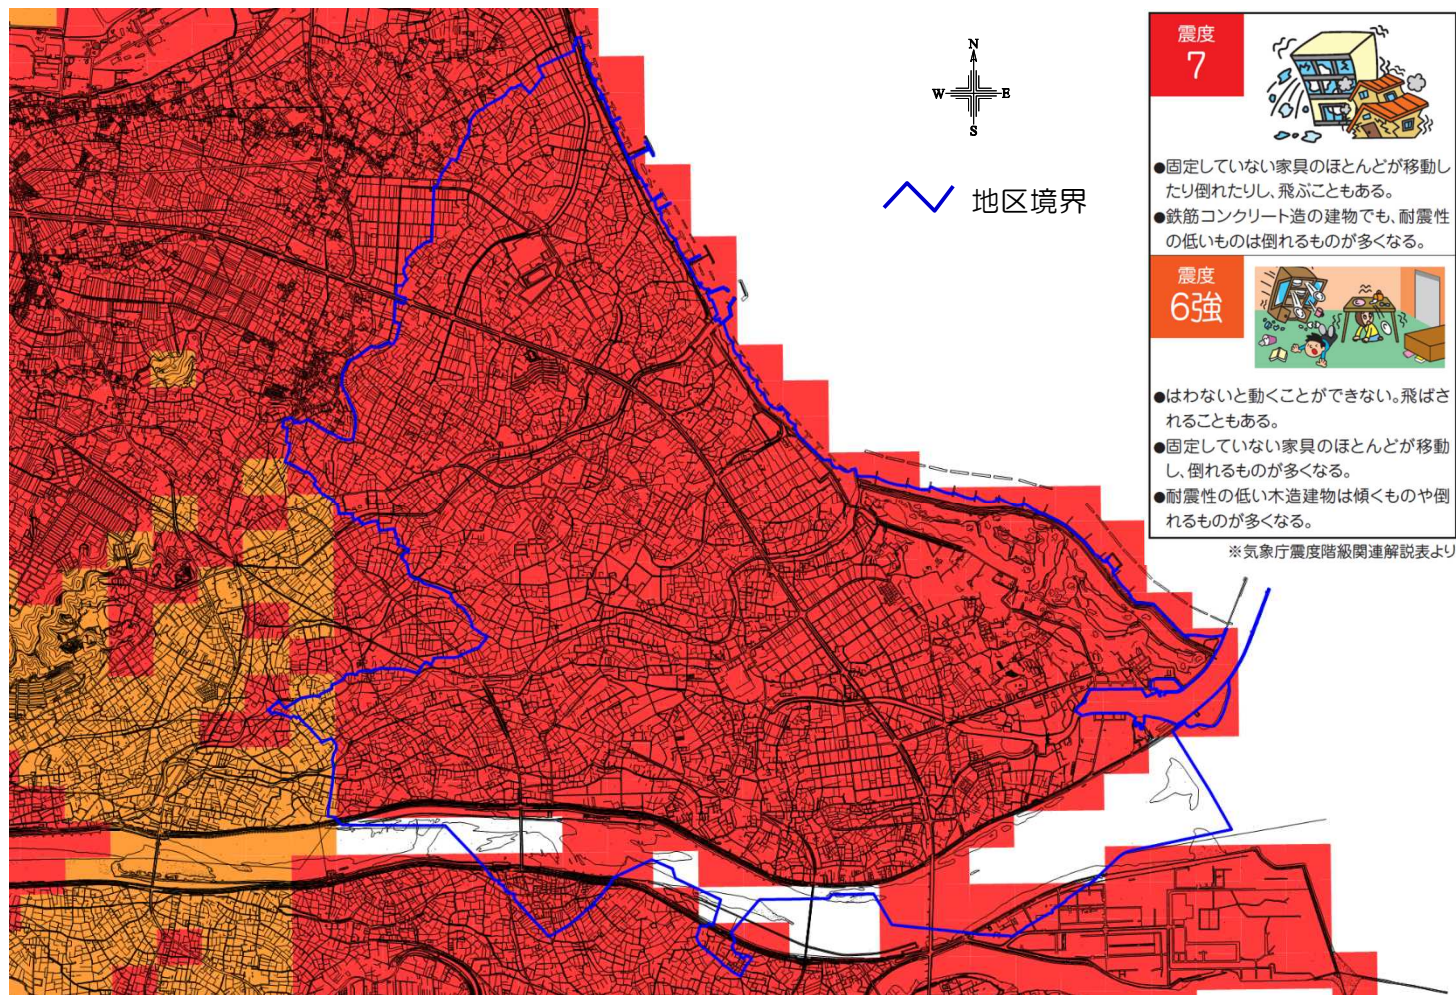 N
W E
S
地区境界
震度
7
●固定していない家具のほとんどが移動し
たり倒れたりし、飛ぶこともある。
●鉄筋コンクリート造の建物でも、耐震性
の低いものは倒れるものが多くなる。
震度
6強
●はわないと動くことができない。飛ばさ
れることもある。
●固定していない家具のほとんどが移動
し、倒れるものが多くなる。
●耐震性の低い木造建物は傾くものや倒
れるものが多くなる。
※気象庁震度階級関連解説表より